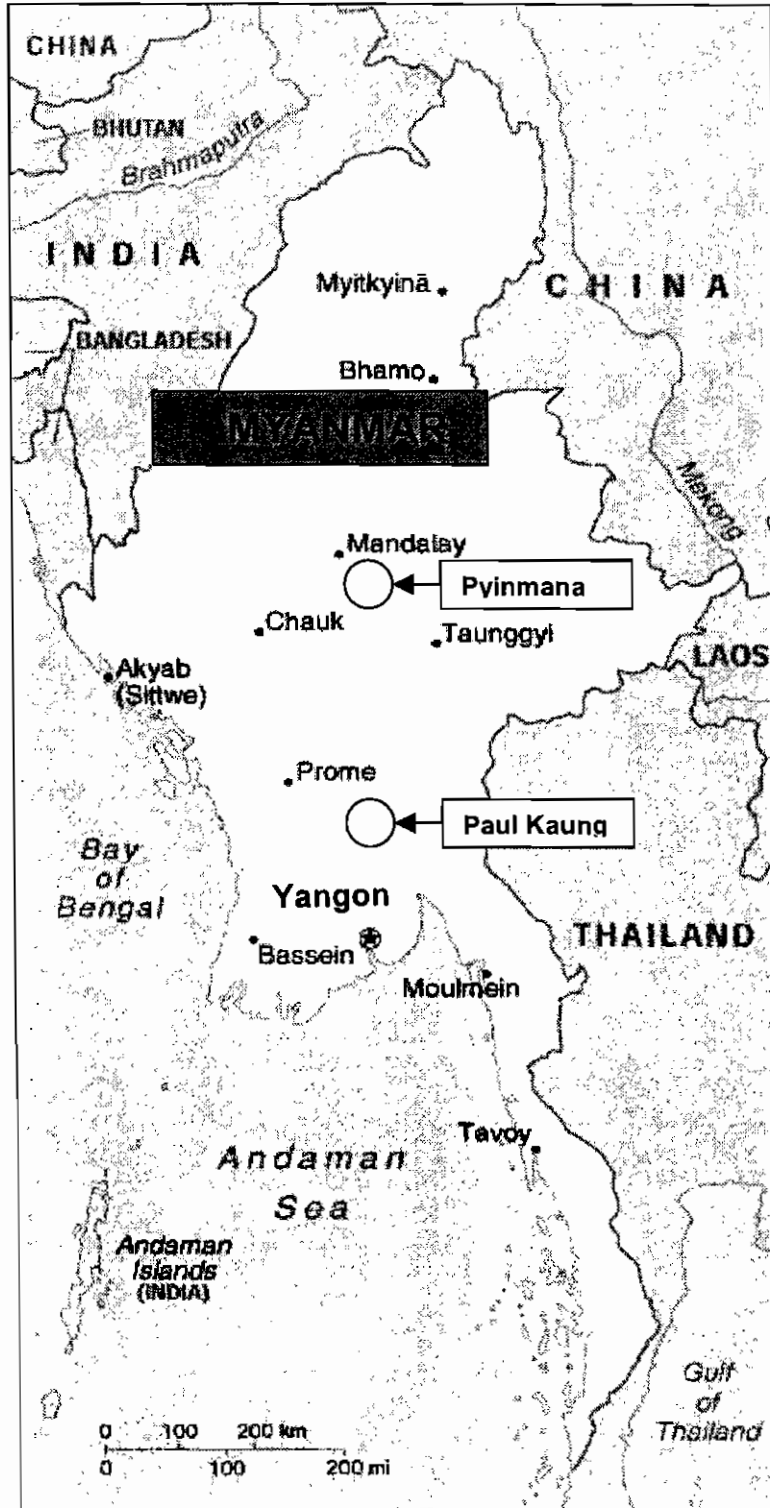 CHINA
BHUTAN
Brahmaputra
INDIA
Myitkyinā
CHINA
BANGLADESH
Bhamo
MYANMAR
Mekong
Mandalay
Pyinmana
Chauk
Taunggyi
LAOS
Akyab
(Sittwe)
Prome
Paul Kaung
Bay
of
Bengal
Yangon
THAILAND
Bassein
Moulmein
Tavoy
Andaman
Sea
Andaman
Islands
(INDIA)
Gulf
of
Thailand
0 100 200 km
0 100 200 mi